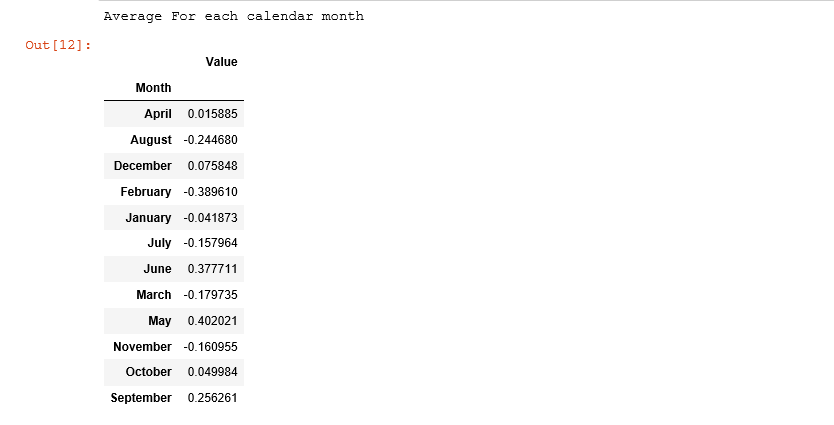 Average For each calendar month
Out[12]:
Value
Month
April 0.015885
August -0.244680
December 0.075848
February -0.389610
January -0.041873
July -0.157964
June 0.377711
March -0.179735
May 0.402021
November -0.160955
October 0.049984
September 0.256261